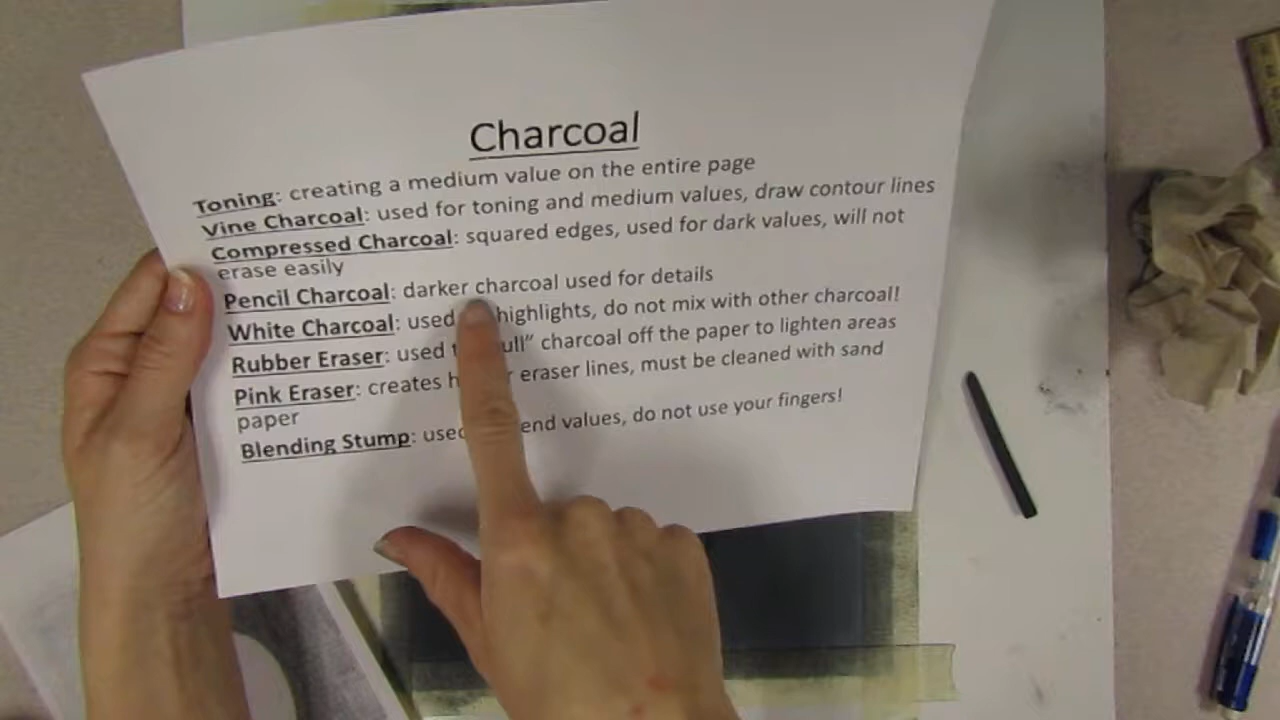 Charcoal
Toning: creating a medium value on the entire page
Vine Charcoal: used for toning and medium values, draw contour lines
Compressed Charcoal: squared edges, used for dark values, will not
erase easily
Pencil Charcoal: darker charcoal used for details
White Charcoal: used highlights, do not mix with other charcoal!
Rubber Eraser: used charcoal off the paper to lighten areas
Pink Eraser: creates eraser lines, must be cleaned with sand
paper
Blending Stump: values, do not use your fingers!